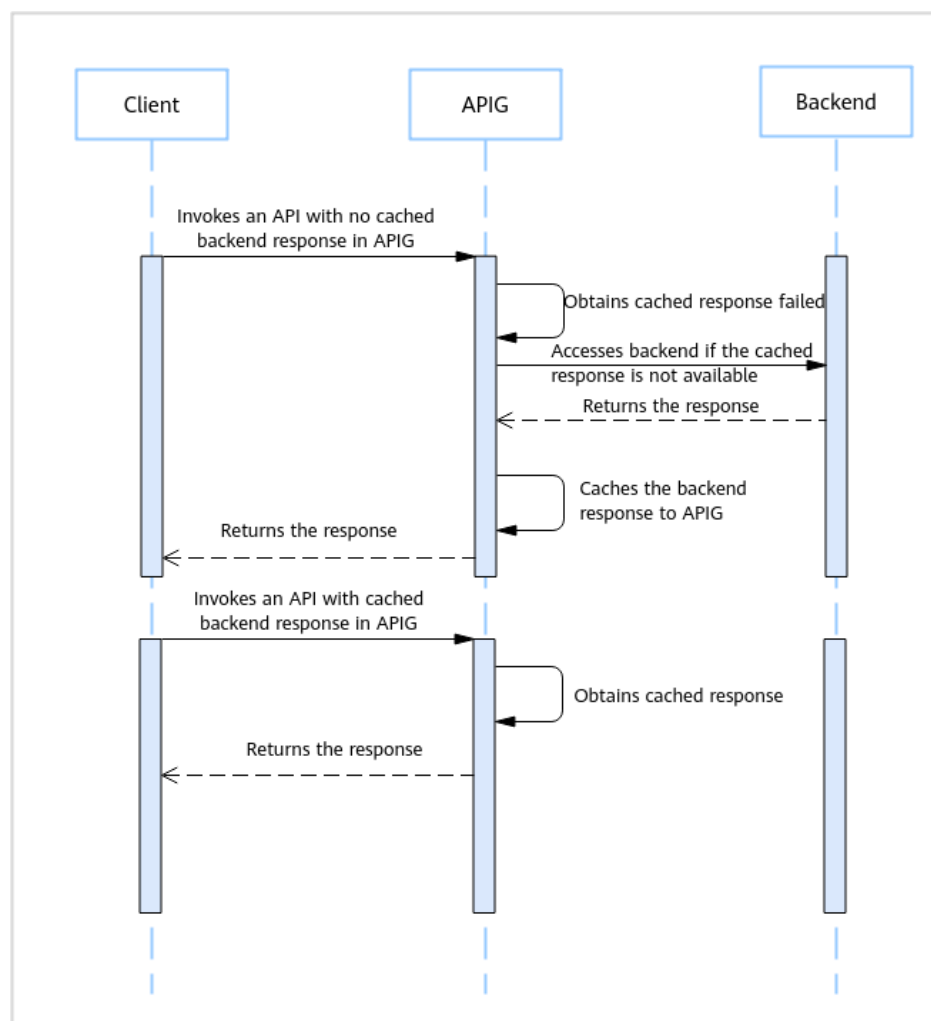 Client
APIG
Backend
Invokes an API with no cached
backend response in APIG
Obtains cached response failed
Accesses backend if the cached
response is not available
Returns the response
Caches the backend
response to APIG
Returns the response
Invokes an API with cached
backend response in APIG
Obtains cached response
Returns the response